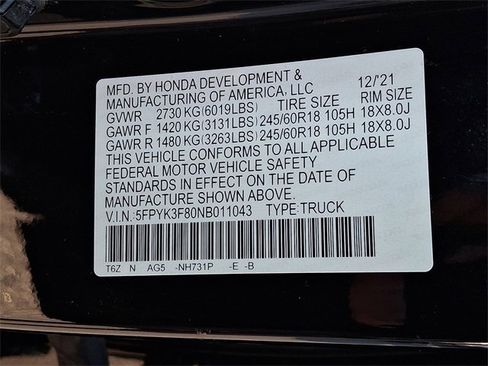 MFD. BY HONDA DEVELOPMENT & 12/21
MANUFACTURING OF AMERICA, LLC
GVWR 2730 KG(6019LBS) TIRE SIZE RIM SIZE
GAWR F 1420 KG(3131LBS) 245/60R18 105H 18X8.0J
GAWR R 1480 KG(3263LBS) 245/60R18 105H 18X8.0J
THIS VEHICLE CONFORMS TO ALL APPLICABLE
FEDERAL MOTOR VEHICLE SAFETY
STANDARDS IN EFFECT ON THE DATE OF
MANUFACTURE SHOWN ABOVE.
V.I.N.:5FPYK3F80NB011043 TYPE:TRUCK
T6Z N AG5 -NH731P -E -B